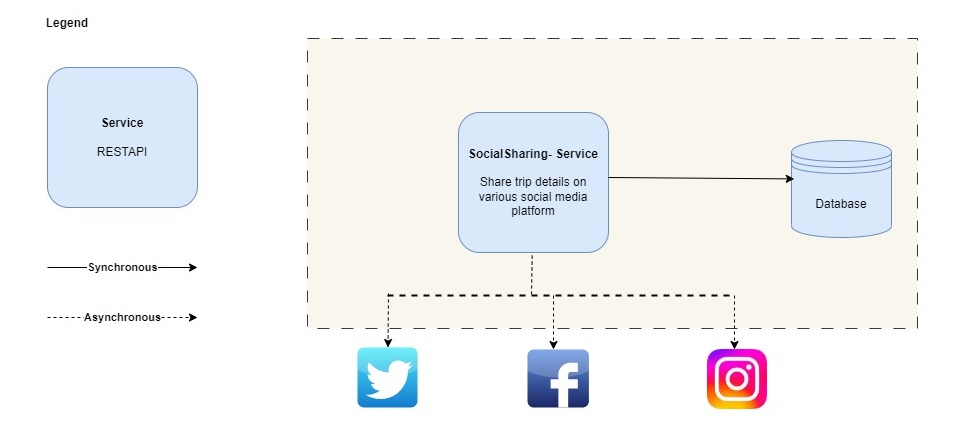 Legend
Service
RESTAPI
Synchronous
Asynchronous
SocialSharing- Service
Share trip details on
various social media
platform
Database